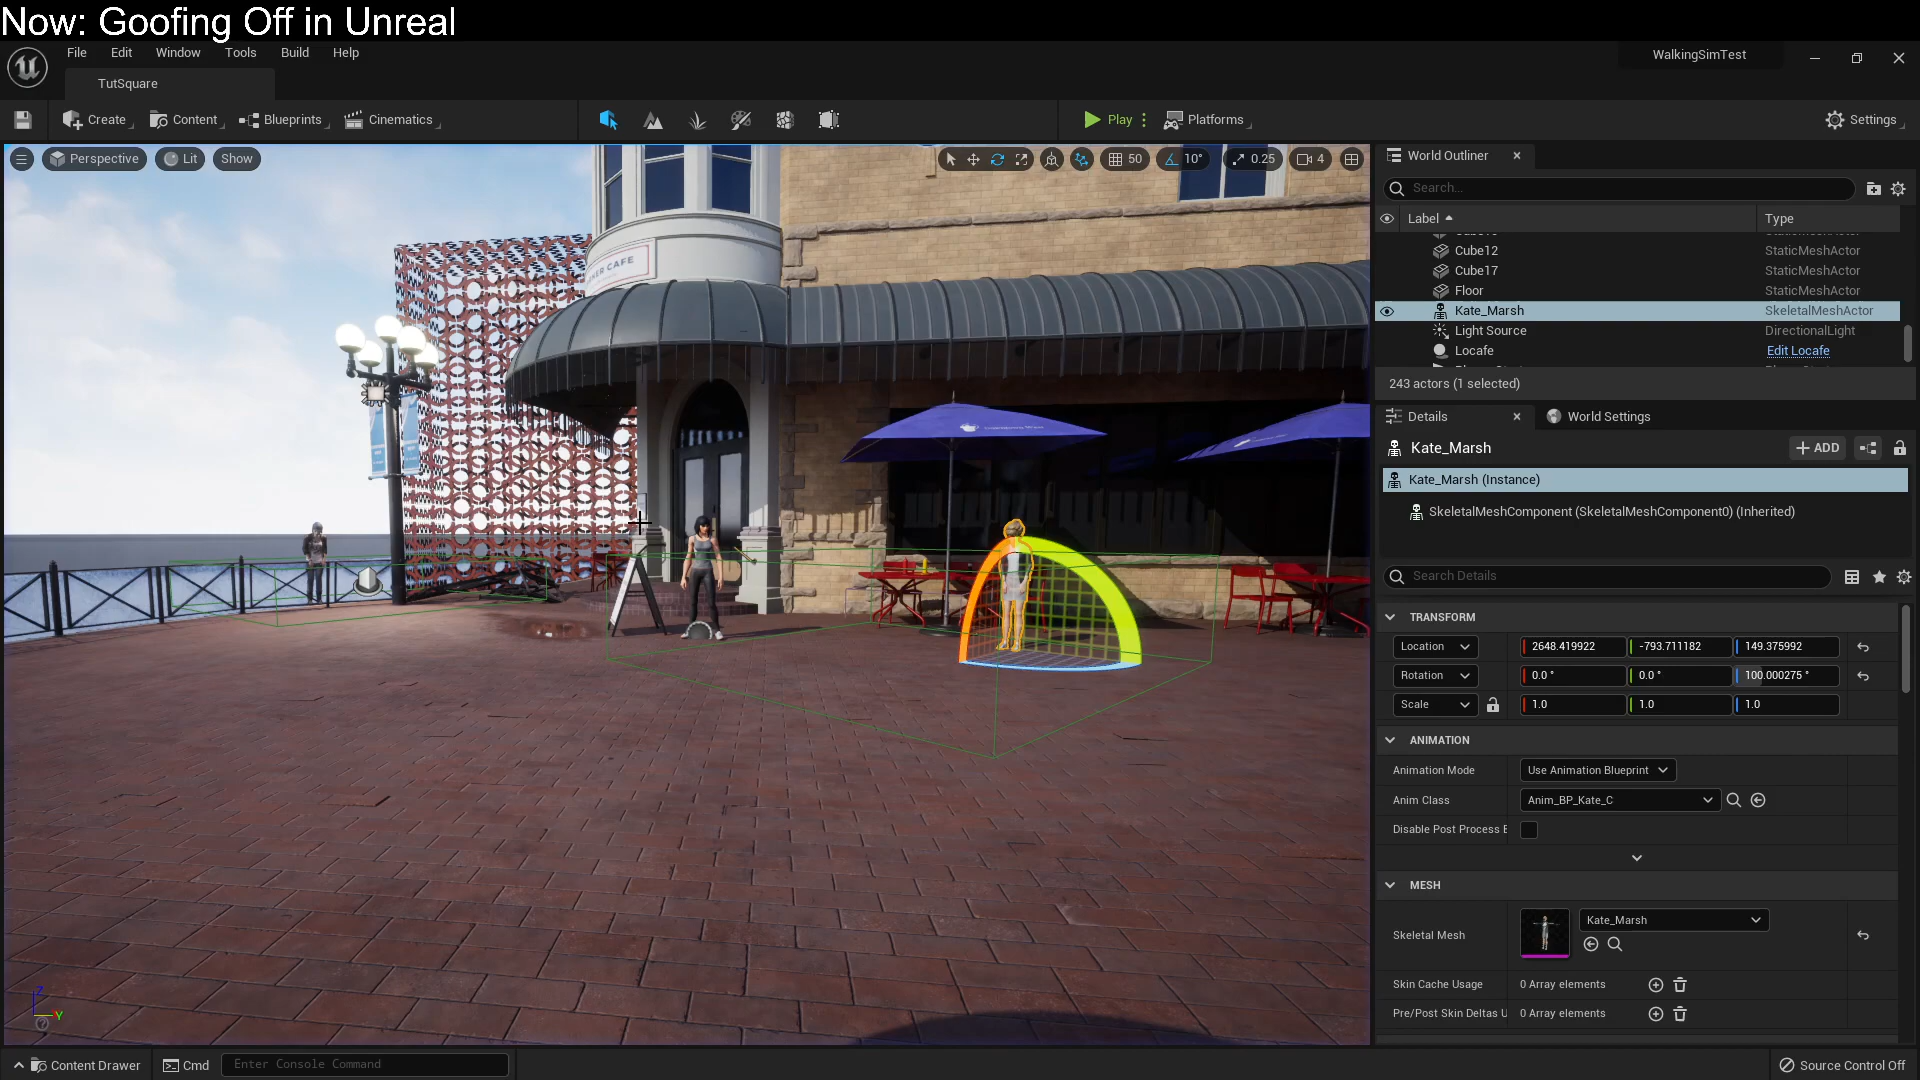 Now: Goofing Off in Unreal
File Edit Window Tools Build Help
WalkingSimTest
TutSquare
Create Content Blueprints Cinematics
Play Platforms
Settings
Perspective Lit Show
50 10° 0.25 4
CAFE
World Outliner
Search...
Label Type
Cube12 StaticMeshActor
Cube17 StaticMeshActor
Floor StaticMeshActor
Kate_Marsh SkeletalMeshActor
Light Source DirectionalLight
Locafe Edit Locafe
243 actors (1 selected)
Details World Settings
Kate_Marsh
ADD
Kate_Marsh (Instance)
SkeletalMeshComponent (SkeletalMeshComponent0) (Inherited)
Search Details
TRANSFORM
Location 2648.419922 -793.711182 149.375992
Rotation 0.0 ° 0.0 ° 100.000275 °
Scale 1.0 1.0 1.0
ANIMATION
Animation Mode Use Animation Blueprint
Anim Class Anim_BP_Kate_C
Disable Post Process B
MESH
Skeletal Mesh Kate_Marsh
Skin Cache Usage 0 Array elements
Pre/Post Skin Deltas U 0 Array elements
Z
Y
Content Drawer Cmd Enter Console Command
Source Control Off